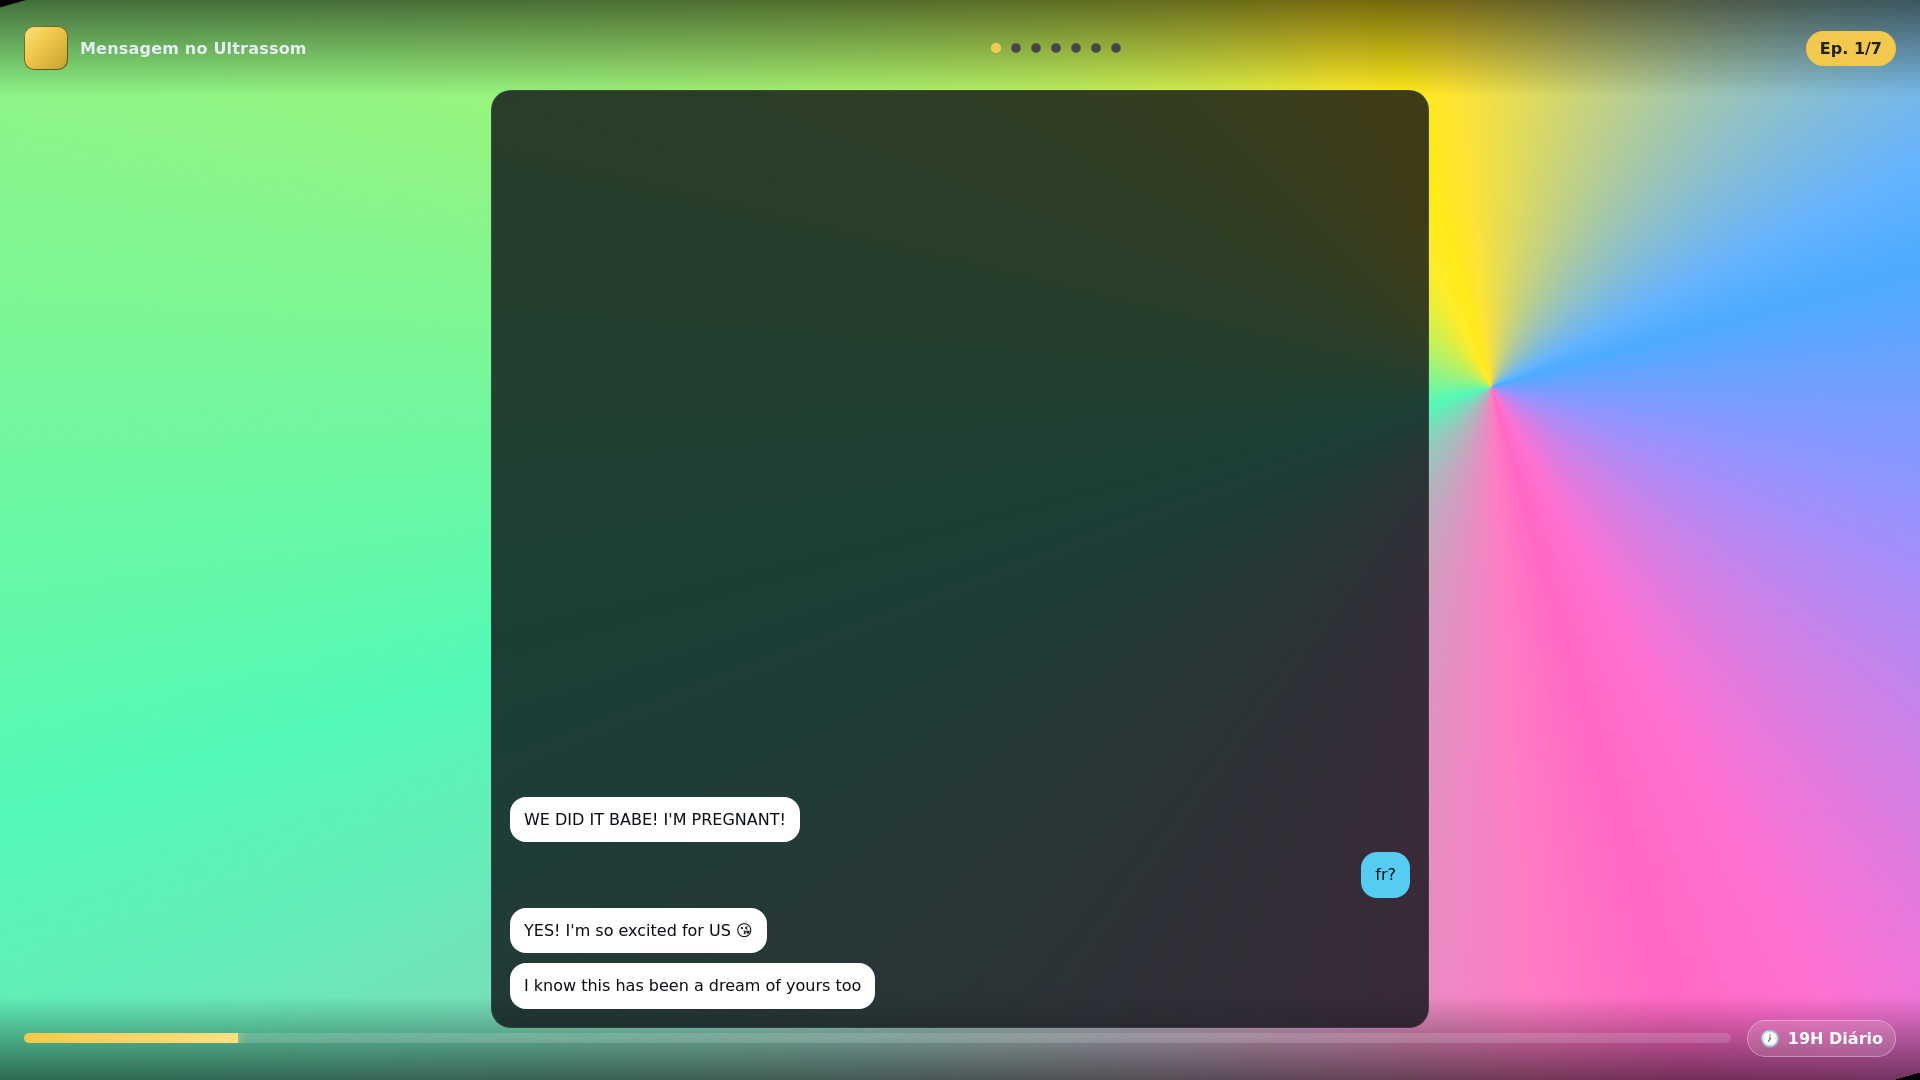 Mensagem no Ultrassom
Ep. 1/7
WE DID IT BABE! I'M PREGNANT!
fr?
YES! I'm so excited for US 😘
I know this has been a dream of yours too
🕖 19H Diário